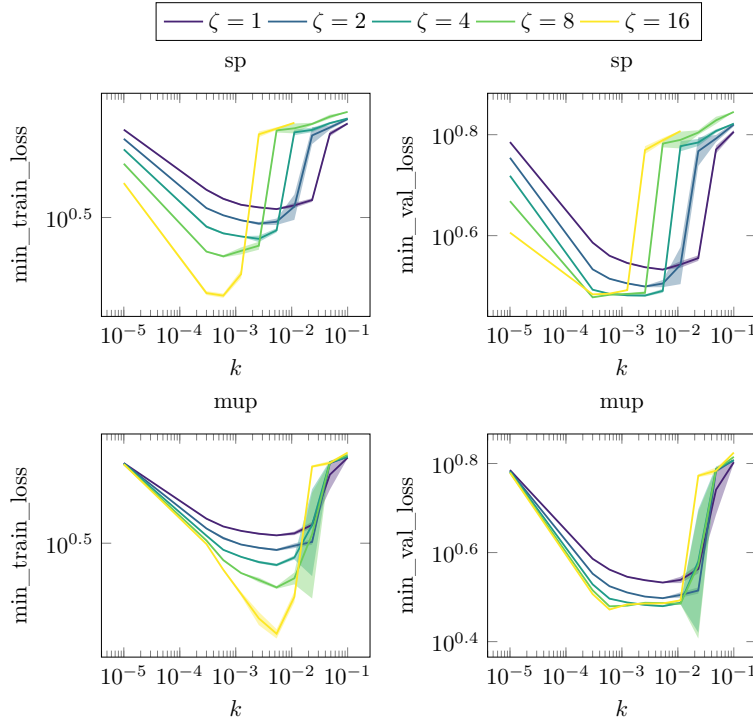 ζ = 1 ζ = 2 ζ = 4 ζ = 8 ζ = 16
sp
sp
min_train_loss
10^0.5
10^−5 10^−4 10^−3 10^−2 10^−1
k
min_val_loss
10^0.8
10^0.6
10^−5 10^−4 10^−3 10^−2 10^−1
k
mup
mup
min_train_loss
10^0.5
10^−5 10^−4 10^−3 10^−2 10^−1
k
min_val_loss
10^0.8
10^0.6
10^0.4
10^−5 10^−4 10^−3 10^−2 10^−1
k